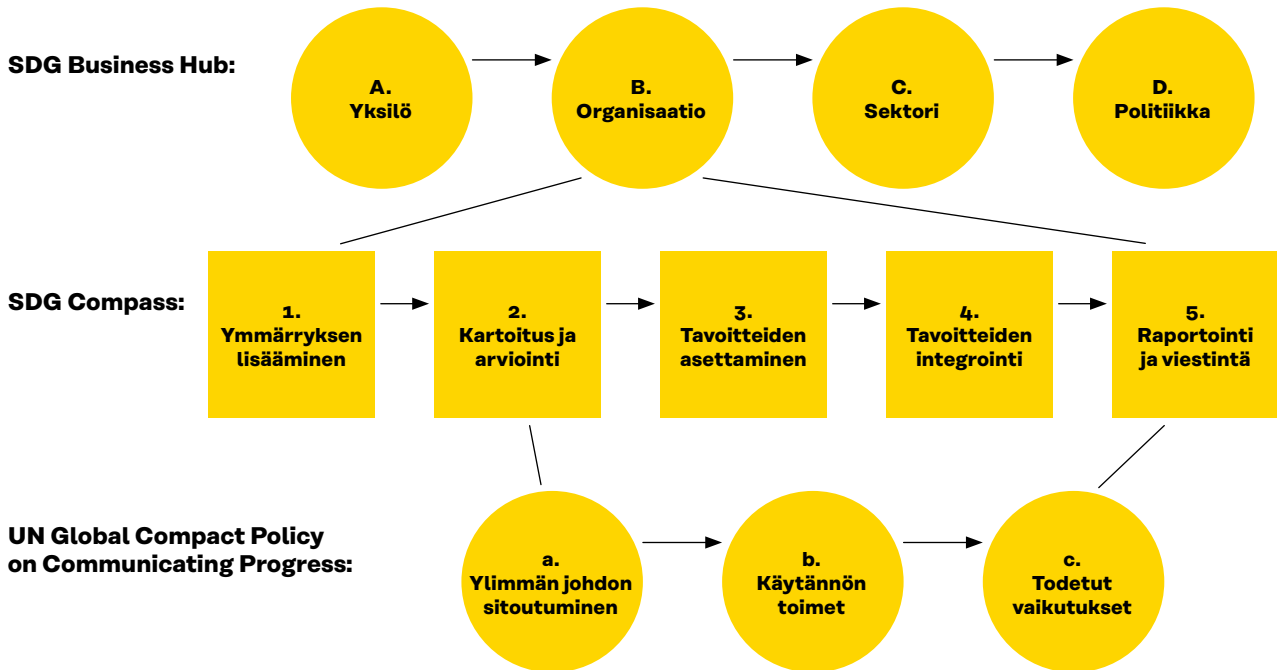 SDG Business Hub:
A.
Yksilö
B.
Organisaatio
C.
Sektori
D.
Politiikka
SDG Compass:
1.
Ymmärryksen
lisääminen
2.
Kartoitus ja
arviointi
3.
Tavoitteiden
asettaminen
4.
Tavoitteiden
integrointi
5.
Raportointi
ja viestintä
UN Global Compact Policy
on Communicating Progress:
a.
Ylimmän johdon
sitoutuminen
b.
Käytännön
toimet
c.
Todetut
vaikutukset